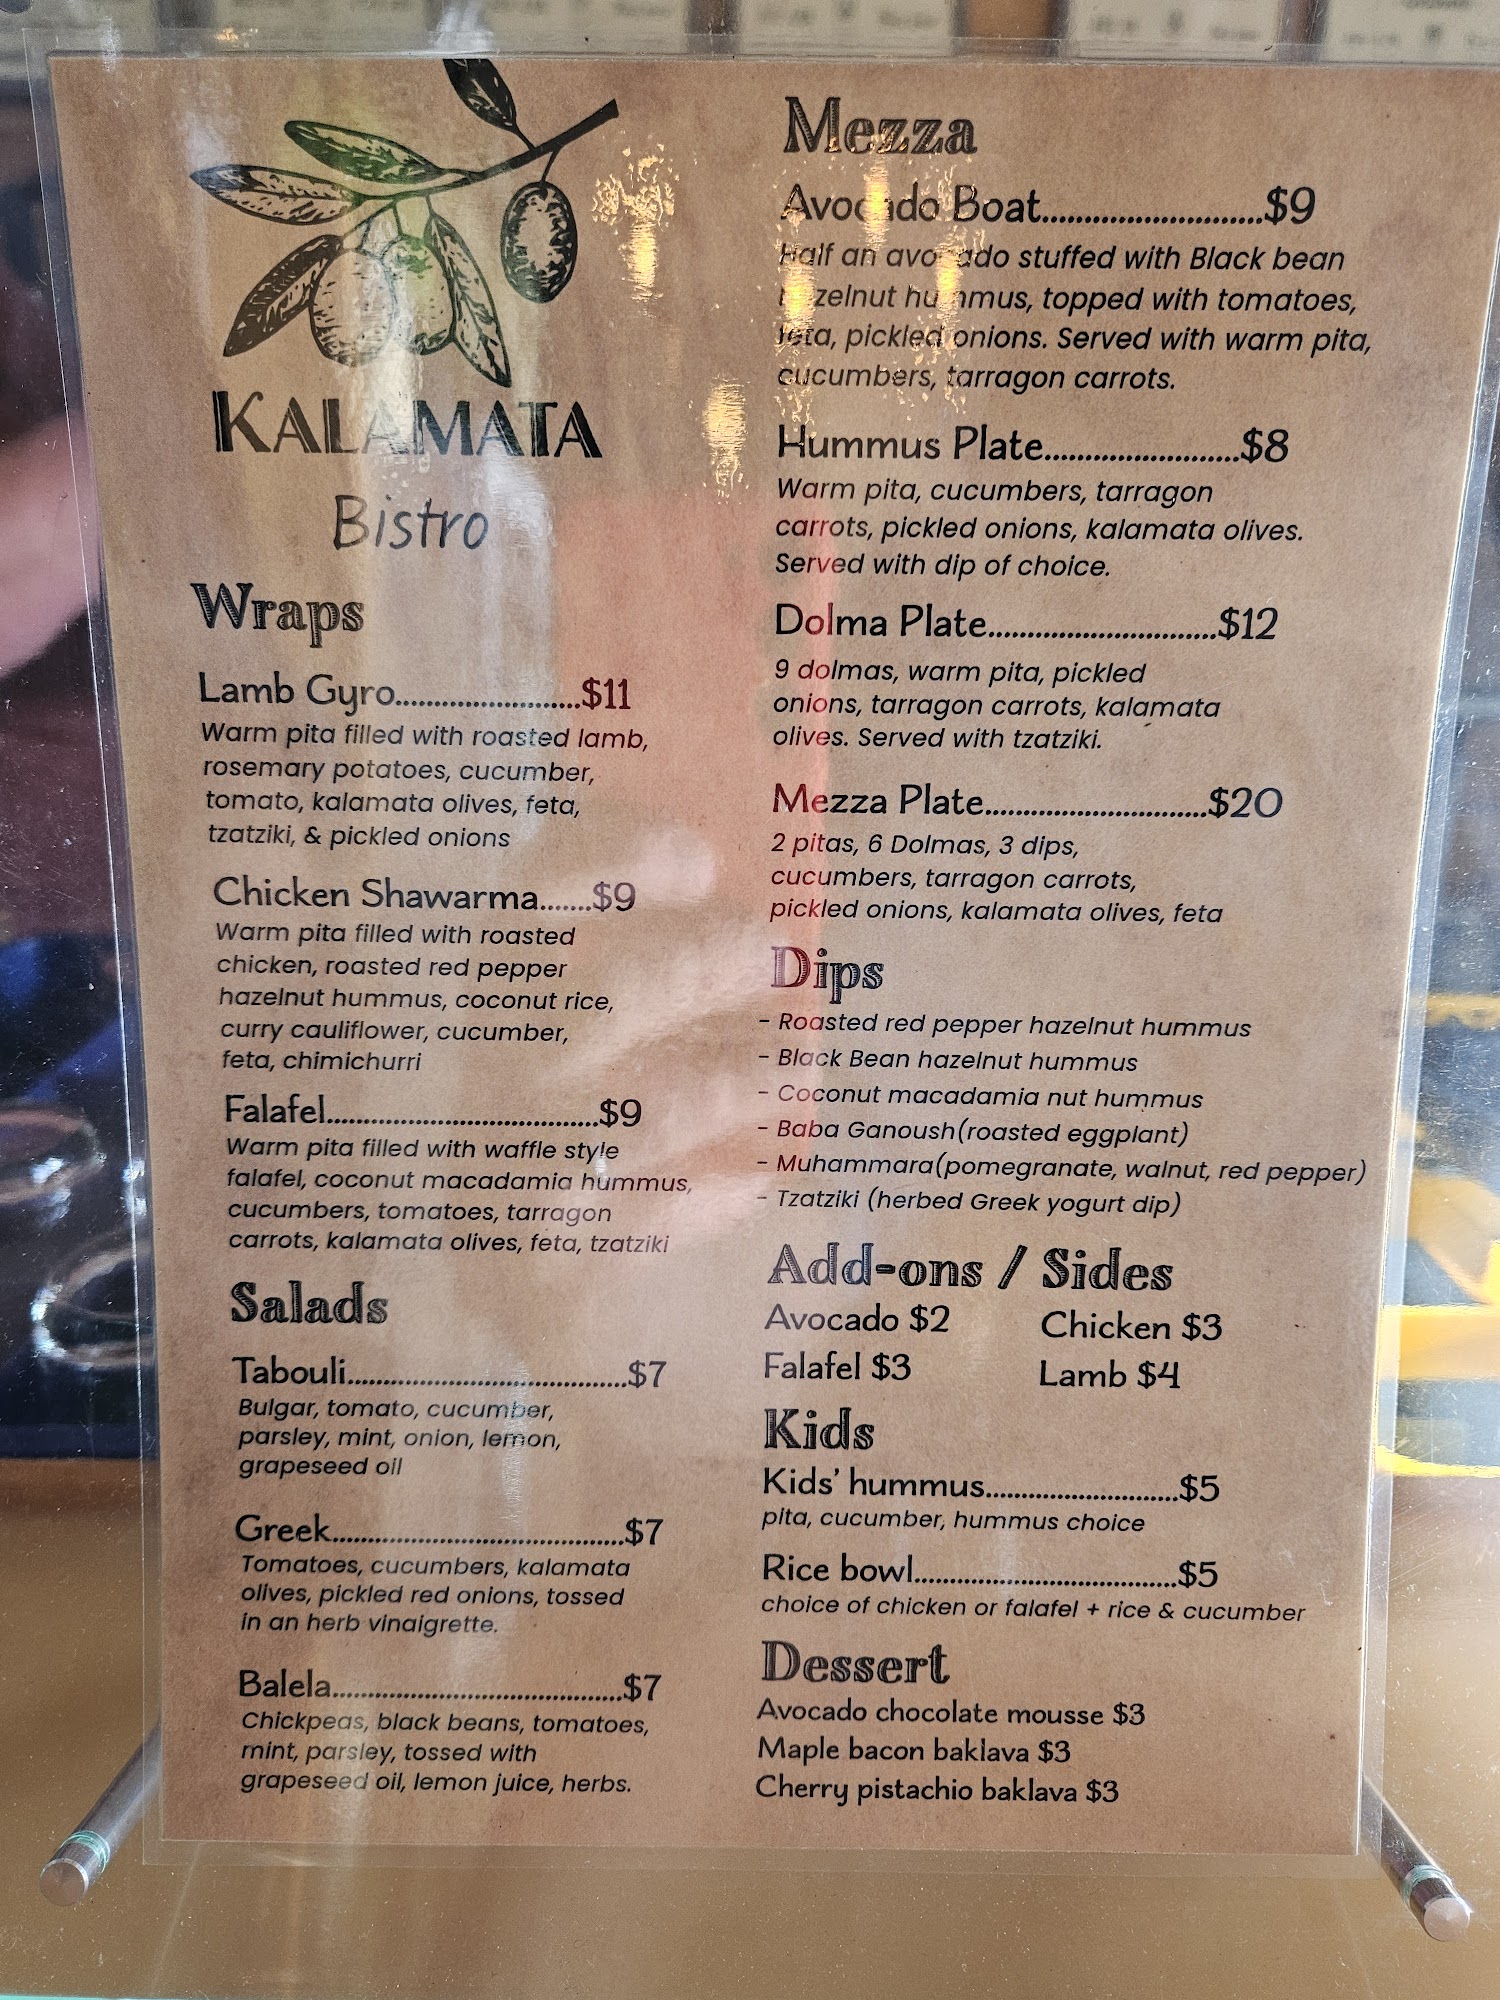 KALAMATA
Bistro
Wraps
Lamb Gyro........................$11
Warm pita filled with roasted lamb,
rosemary potatoes, cucumber,
tomato, kalamata olives, feta,
tzatziki, & pickled onions
Chicken Shawarma.......$9
Warm pita filled with roasted
chicken, roasted red pepper
hazelnut hummus, coconut rice,
curry cauliflower, cucumber,
feta, chimichurri
Falafel.....................................$9
Warm pita filled with waffle style
falafel, coconut macadamia hummus,
cucumbers, tomatoes, tarragon
carrots, kalamata olives, feta, tzatziki
Salads
Tabouli......................................$7
Bulgar, tomato, cucumber,
parsley, mint, onion, lemon,
grapeseed oil
Greek........................................$7
Tomatoes, cucumbers, kalamata
olives, pickled red onions, tossed
in an herb vinaigrette.
Balela........................................$7
Chickpeas, black beans, tomatoes,
mint, parsley, tossed with
grapeseed oil, lemon juice, herbs.
Mezza
Avocado Boat............................$9
Half an avocado stuffed with Black bean
hazelnut hummus, topped with tomatoes,
feta, pickled onions. Served with warm pita,
cucumbers, tarragon carrots.
Hummus Plate.........................$8
Warm pita, cucumbers, tarragon
carrots, pickled onions, kalamata olives.
Served with dip of choice.
Dolma Plate..............................$12
9 dolmas, warm pita, pickled
onions, tarragon carrots, kalamata
olives. Served with tzatziki.
Mezza Plate.............................$20
2 pitas, 6 Dolmas, 3 dips,
cucumbers, tarragon carrots,
pickled onions, kalamata olives, feta
Dips
- Roasted red pepper hazelnut hummus
- Black Bean hazelnut hummus
- Coconut macadamia nut hummus
- Baba Ganoush(roasted eggplant)
- Muhammara(pomegranate, walnut, red pepper)
- Tzatziki (herbed Greek yogurt dip)
Add-ons / Sides
Avocado $2 Chicken $3
Falafel $3 Lamb $4
Kids
Kids' hummus..........................$5
pita, cucumber, hummus choice
Rice bowl...................................$5
choice of chicken or falafel + rice & cucumber
Dessert
Avocado chocolate mousse $3
Maple bacon baklava $3
Cherry pistachio baklava $3